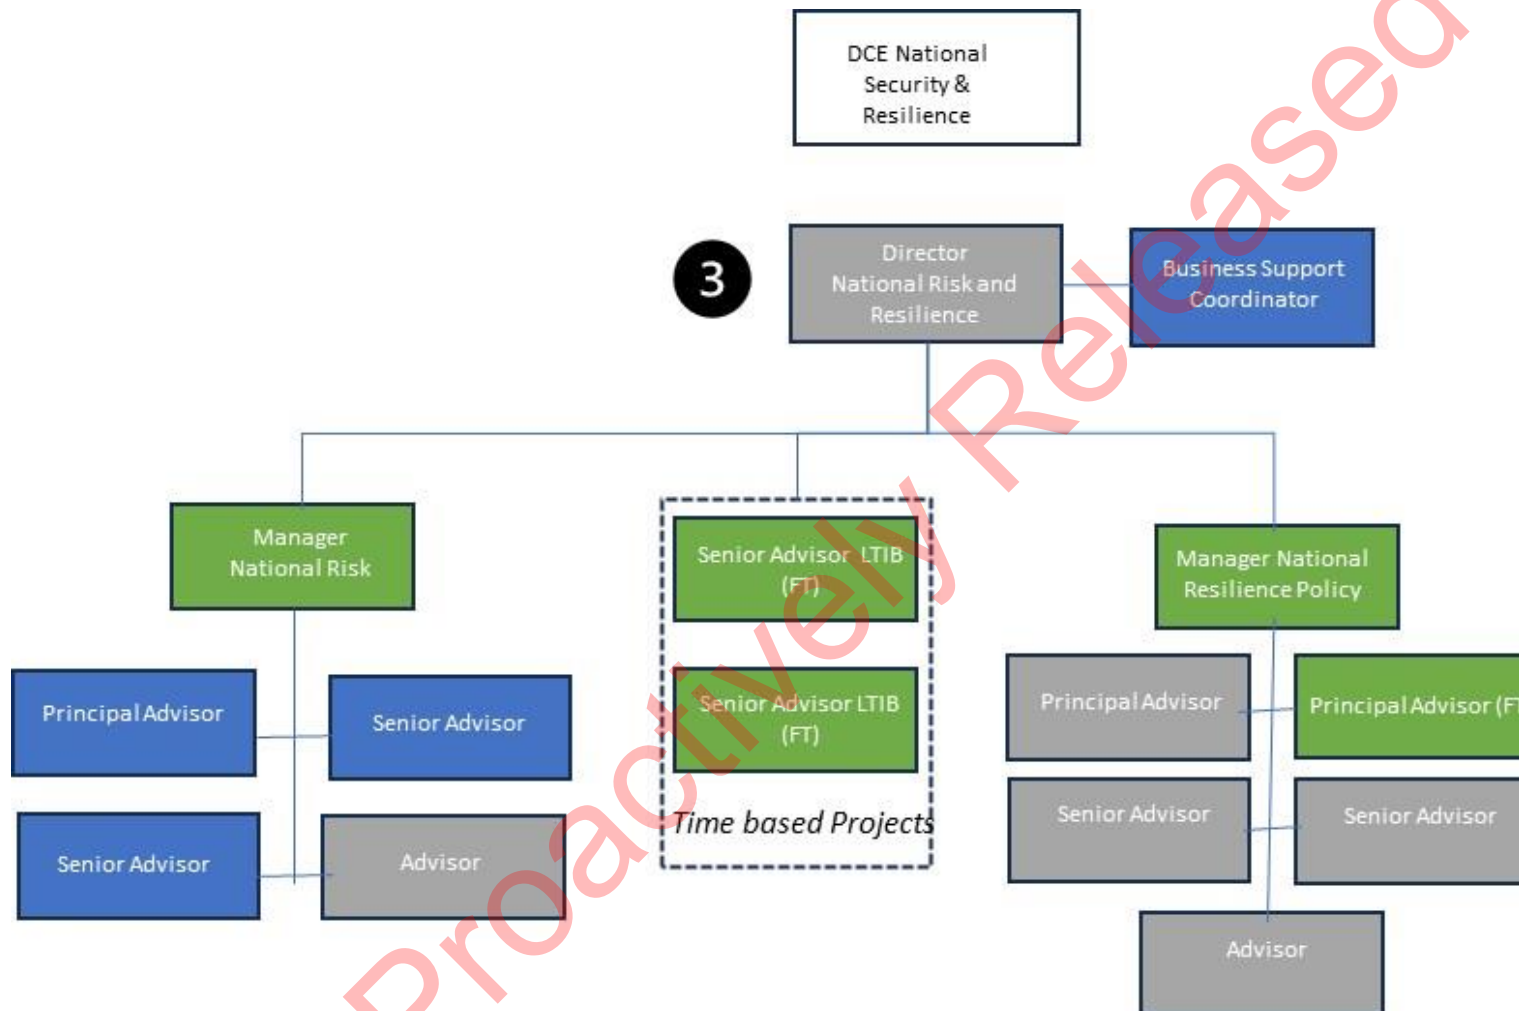 DCE National
Security &
Resilience
3
Director
National Risk and
Resilience
Business Support
Coordinator
Manager
National Risk
Senior Advisor LTIB
(FT)
Manager National
Resilience Policy
Principal Advisor
Senior Advisor
Senior Advisor LTIB
(FT)
Principal Advisor
Principal Advisor (FT
Senior Advisor
Advisor
Time based Projects
Senior Advisor
Senior Advisor
Advisor
Proactively Released